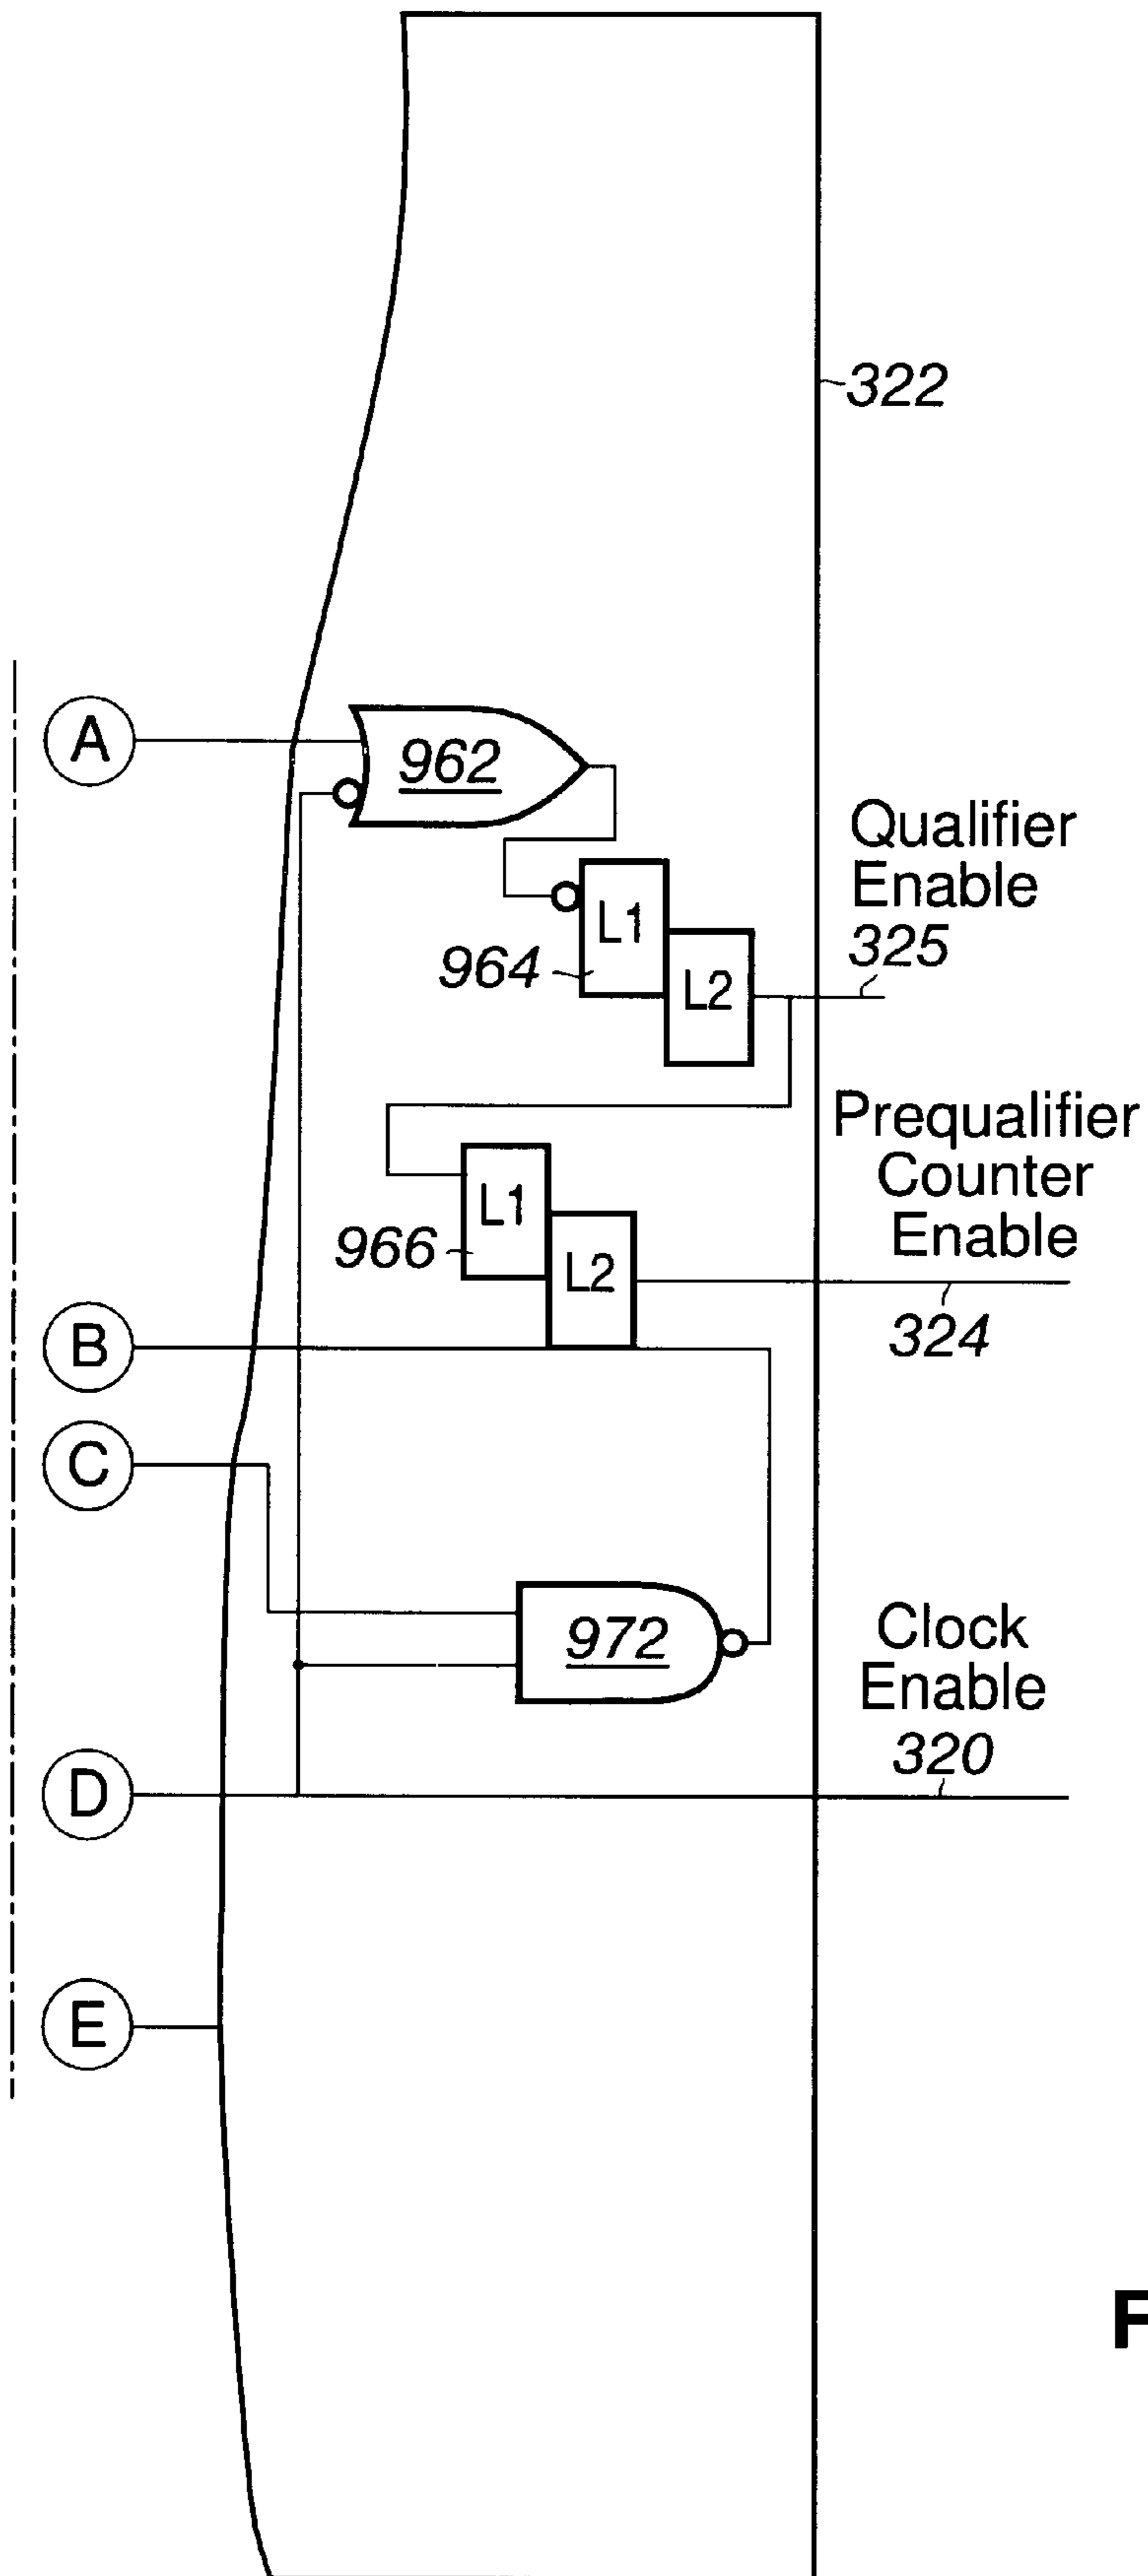 322
A
962
Qualifier
Enable
325
L1
964
L2
Prequalifier
Counter
Enable
L1
966
L2
324
B
C
972
Clock
Enable
320
D
E
F